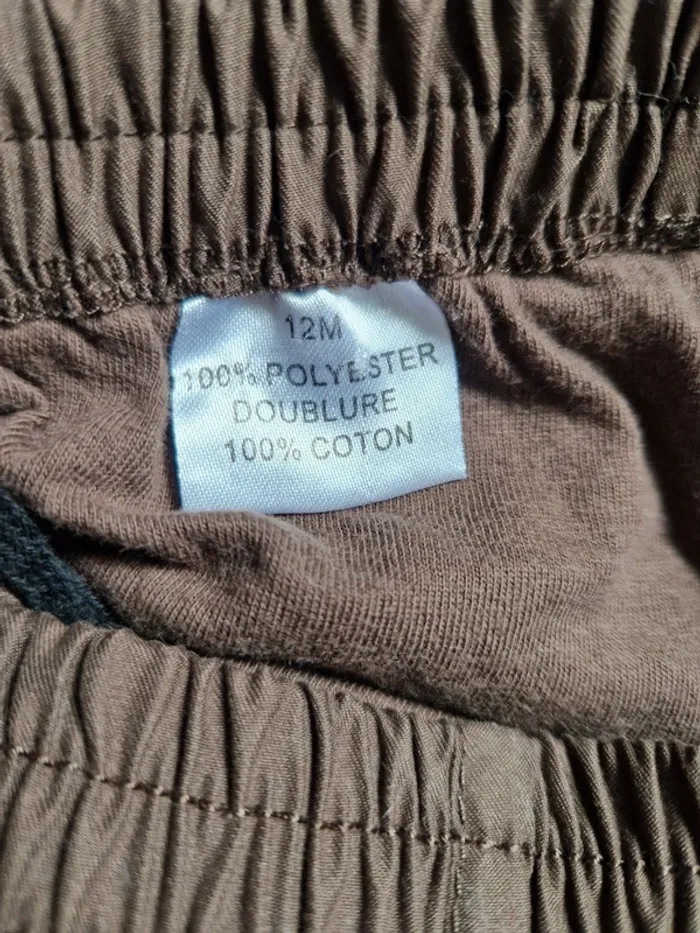 12M
100% POLYESTER
DOUBLURE
100% COTON